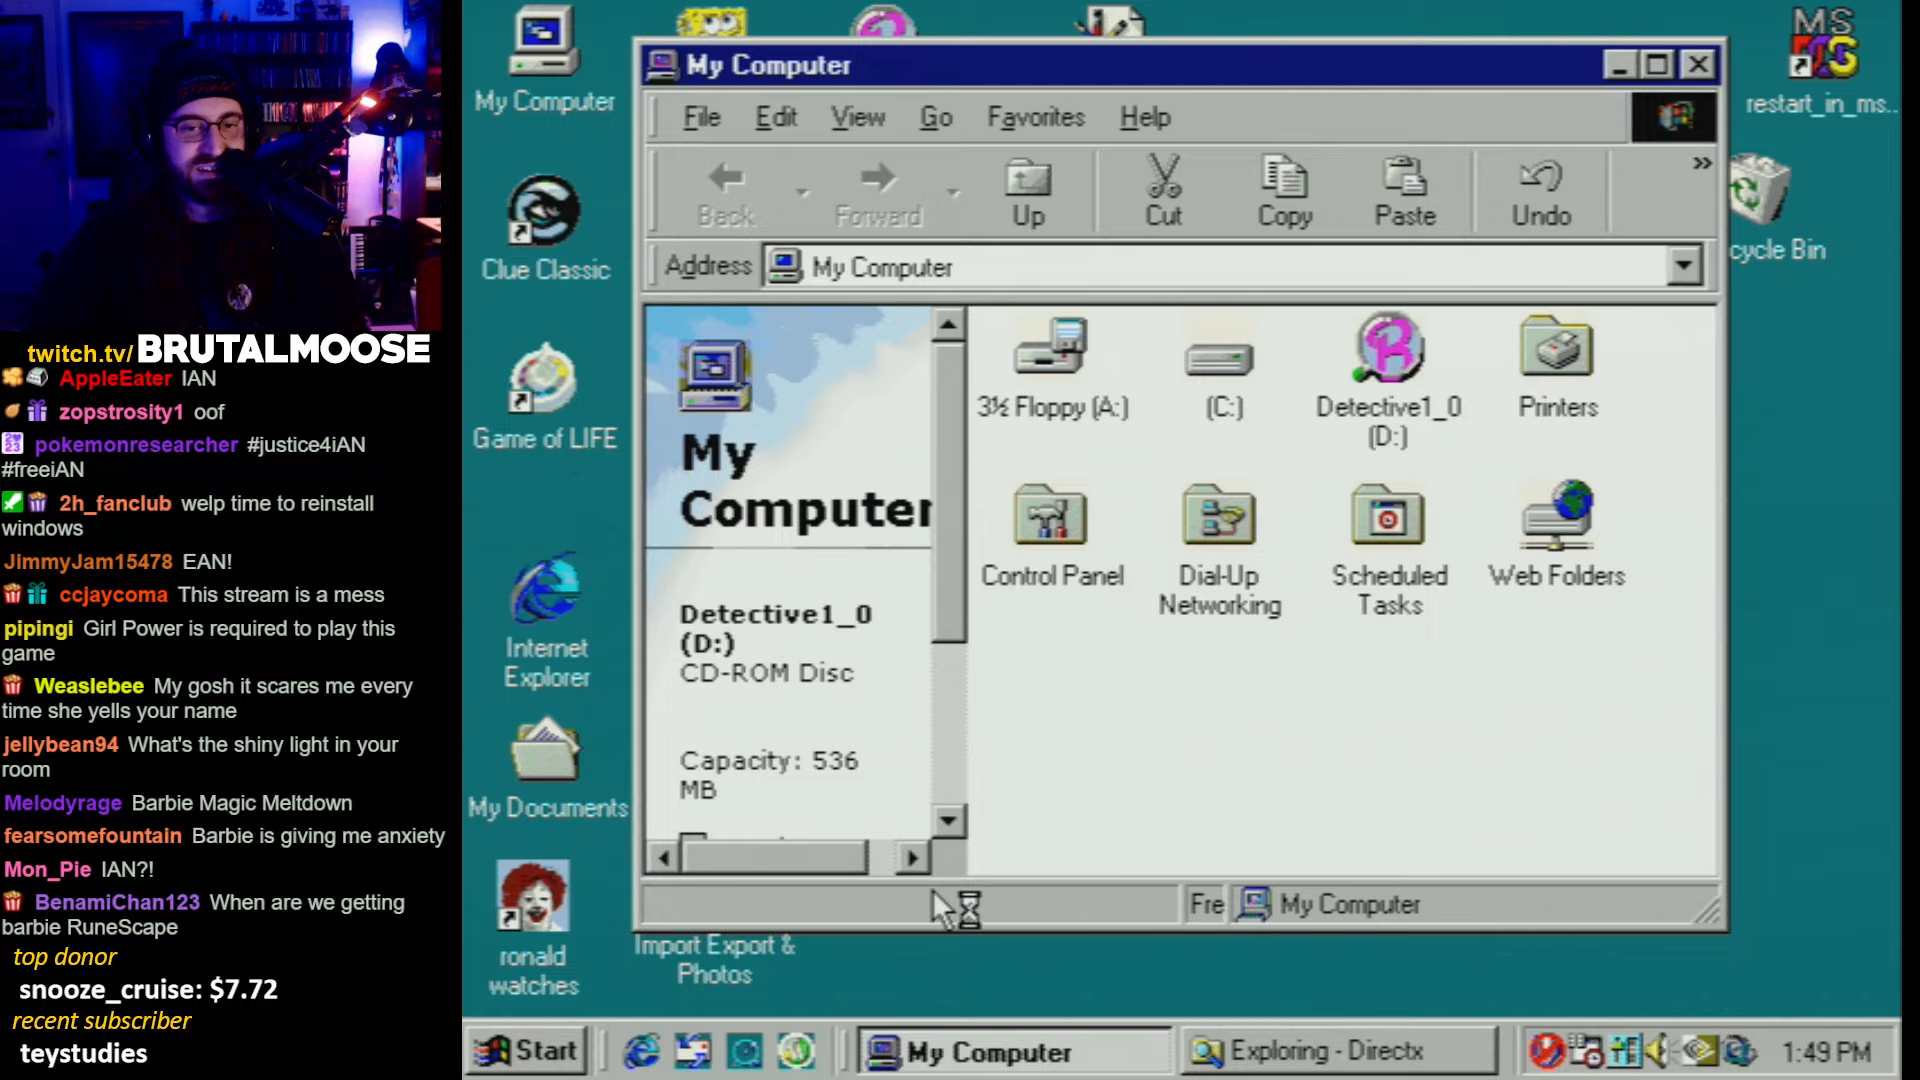 twitch.tv/BRUTALMOOSE
AppleEater IAN
zopstrosity1 oof
pokemonresearcher #justice4iAN
#freeiAN
2h_fanclub welp time to reinstall
windows
JimmyJam15478 EAN!
ccjaycoma This stream is a mess
pipingi Girl Power is required to play this
game
Weaslebee My gosh it scares me every
time she yells your name
jellybean94 What's the shiny light in your
room
Melodyrage Barbie Magic Meltdown
fearsomefountain Barbie is giving me anxiety
Mon_Pie IAN?!
BenamiChan123 When are we getting
barbie RuneScape
top donor
snooze_cruise: $7.72
recent subscriber
teystudies
My Computer
Clue Classic
Game of LIFE
Internet
Explorer
My Documents
ronald
watches
Import Export &
Photos
MS
restart_in_ms..
cycle Bin
My Computer
File Edit View Go Favorites Help
Back Forward Up Cut Copy Paste Undo »
Address My Computer
My
Computer
Detective1_0
(D:)
CD-ROM Disc
Capacity: 536
MB
3½ Floppy (A:)
(C:)
Detective1_0
(D:)
Printers
Control Panel
Dial-Up
Networking
Scheduled
Tasks
Web Folders
Fre My Computer
Start My Computer Exploring - Directx 1:49 PM